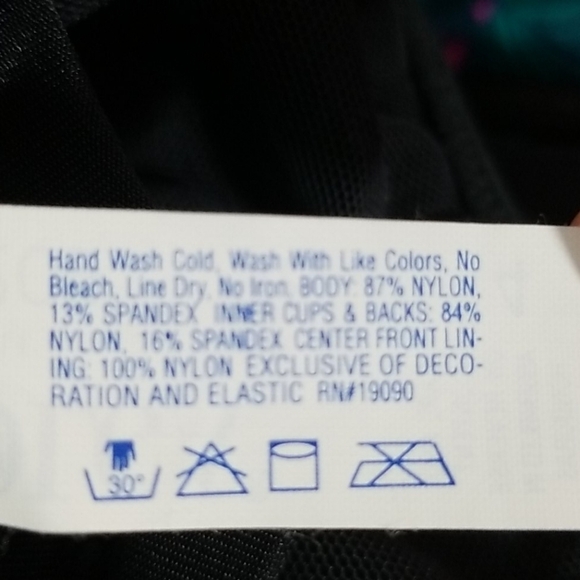 Hand Wash Cold, Wash With Like Colors, No
Bleach, Line Dry, No Iron. BODY: 87% NYLON,
13% SPANDEX INNER CUPS & BACKS: 84%
NYLON, 16% SPANDEX CENTER FRONT LIN-
ING: 100% NYLON EXCLUSIVE OF DECO-
RATION AND ELASTIC RN#19090
30°